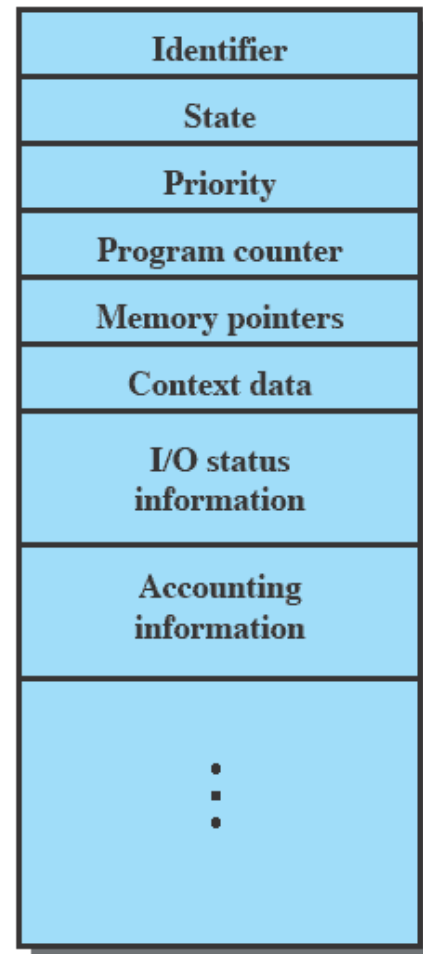 Identifier
State
Priority
Program counter
Memory pointers
Context data
I/O status
information
Accounting
information